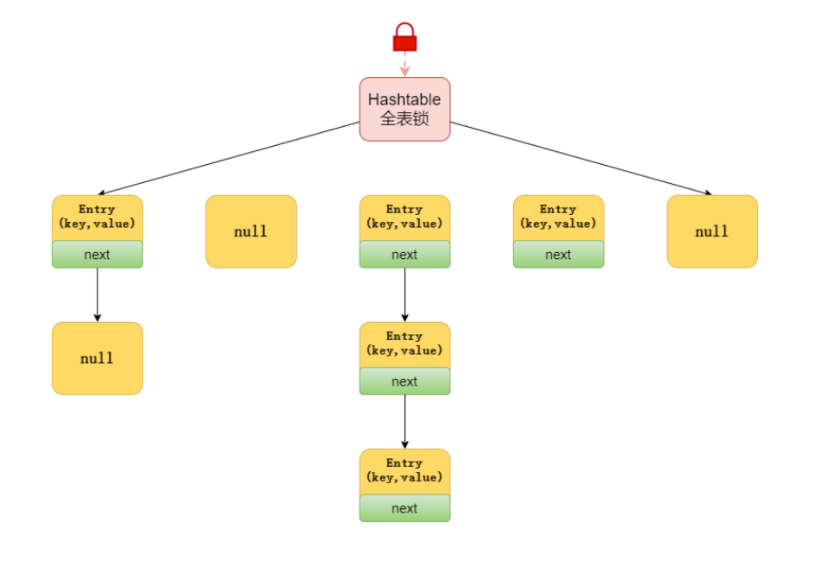 Hashtable
全表锁
Entry
(key,value)
next
null
Entry
(key,value)
next
Entry
(key,value)
next
null
null
Entry
(key,value)
next
Entry
(key,value)
next